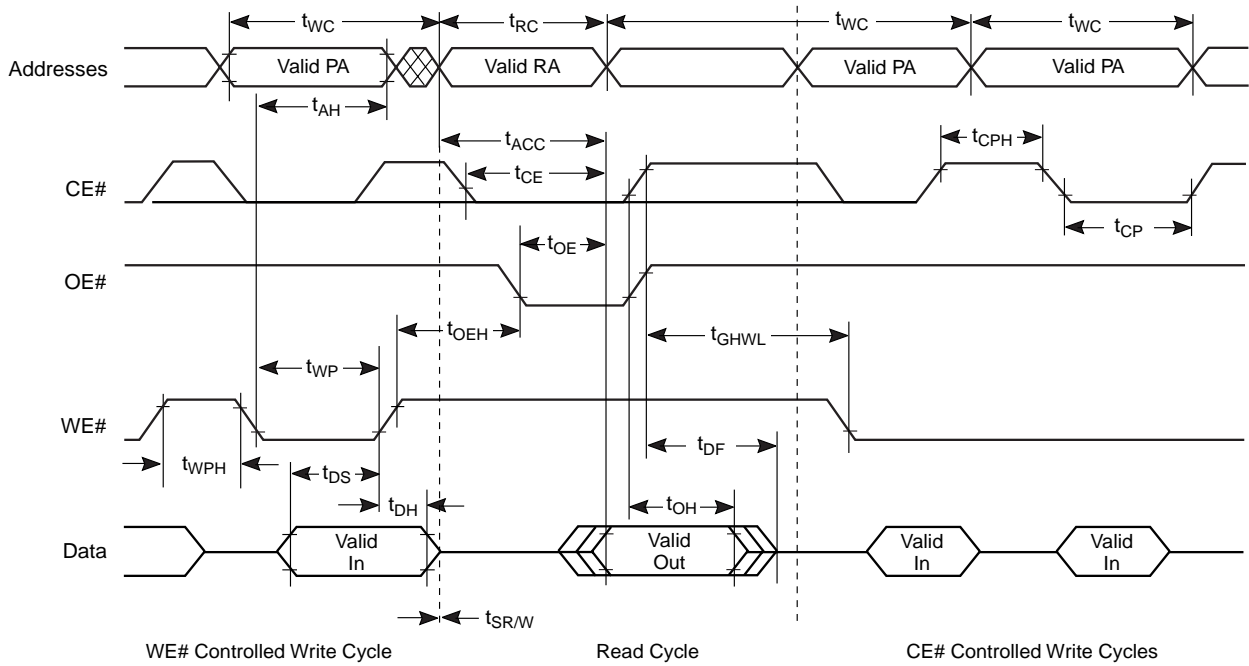 tWC
tRC
tWC
tWC
Addresses
Valid PA
Valid RA
Valid PA
Valid PA
tAH
tACC
tCPH
tCE
CE#
tCP
tOE
OE#
tOEH
tGHWL
tWP
WE#
tDF
tWPH
tDS
tDH
tOH
Data
Valid
In
Valid
Out
Valid
In
Valid
In
tSR/W
WE# Controlled Write Cycle
Read Cycle
CE# Controlled Write Cycles